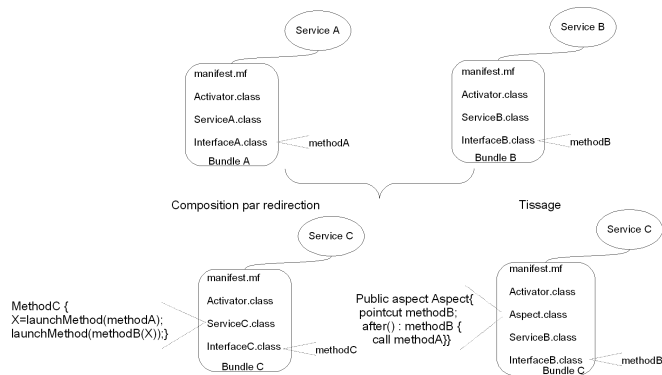 Service A
manifest.mf
Activator.class
ServiceA.class
InterfaceA.class
methodA
Bundle A
Service B
manifest.mf
Activator.class
ServiceB.class
InterfaceB.class
methodB
Bundle B
Composition par redirection
Tissage
Service C
manifest.mf
Activator.class
ServiceC.class
InterfaceC.class
methodC
Bundle C
MethodC {
X=launchMethod(methodA);
launchMethod(methodB(X));}
Service C
manifest.mf
Activator.class
Aspect.class
ServiceB.class
InterfaceB.class
methodB
Bundle C
Public aspect Aspect{
pointcut methodB;
after() : methodB {
call methodA}}